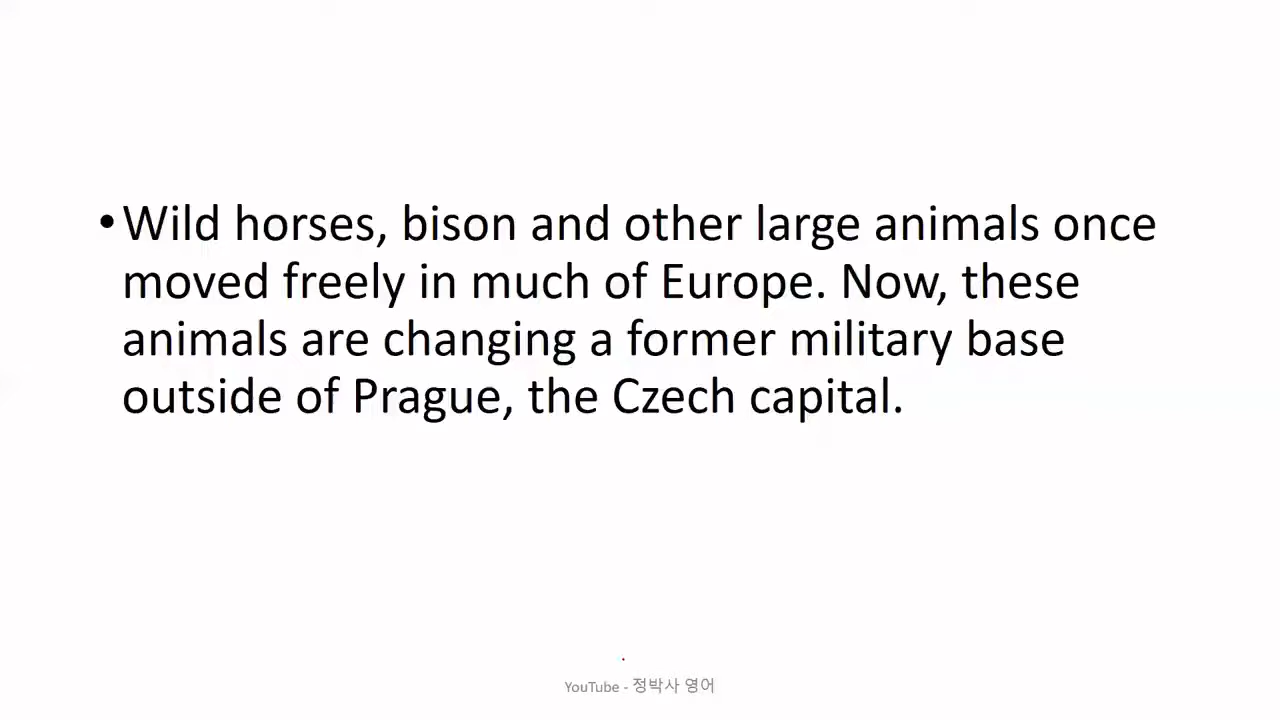 •Wild horses, bison and other large animals once
moved freely in much of Europe. Now, these
animals are changing a former military base
outside of Prague, the Czech capital.
YouTube - 정박사 영어